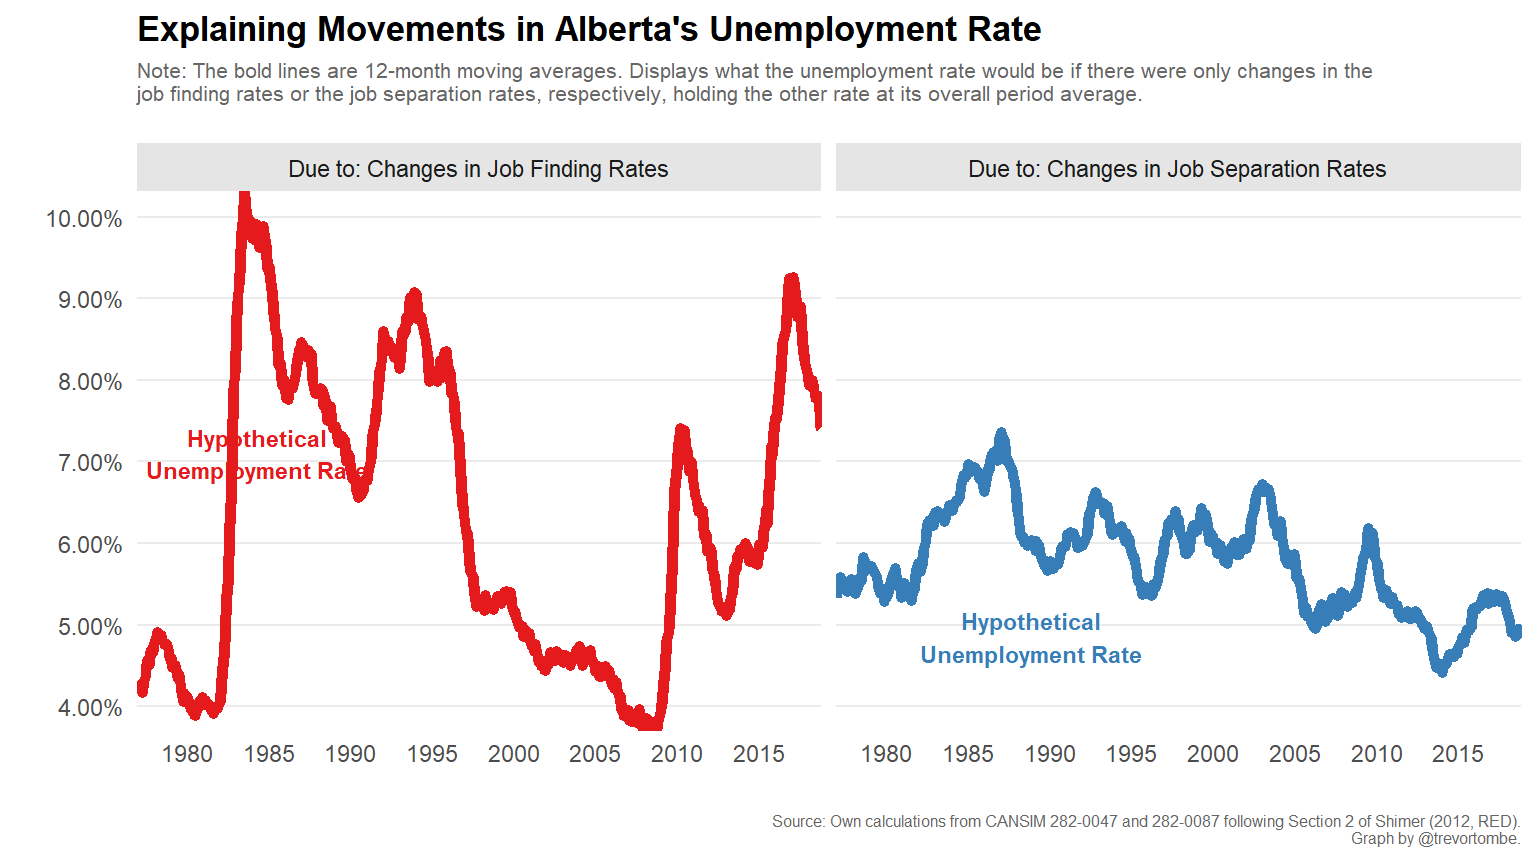 Explaining Movements in Alberta's Unemployment Rate
Note: The bold lines are 12-month moving averages. Displays what the unemployment rate would be if there were only changes in the
job finding rates or the job separation rates, respectively, holding the other rate at its overall period average.
Due to: Changes in Job Finding Rates
Due to: Changes in Job Separation Rates
10.00%
9.00%
8.00%
7.00%
6.00%
5.00%
4.00%
Hypothetical
Unemployment Rate
Hypothetical
Unemployment Rate
1980 1985 1990 1995 2000 2005 2010 2015
1980 1985 1990 1995 2000 2005 2010 2015
Source: Own calculations from CANSIM 282-0047 and 282-0087 following Section 2 of Shimer (2012, RED).
Graph by @trevortombe.